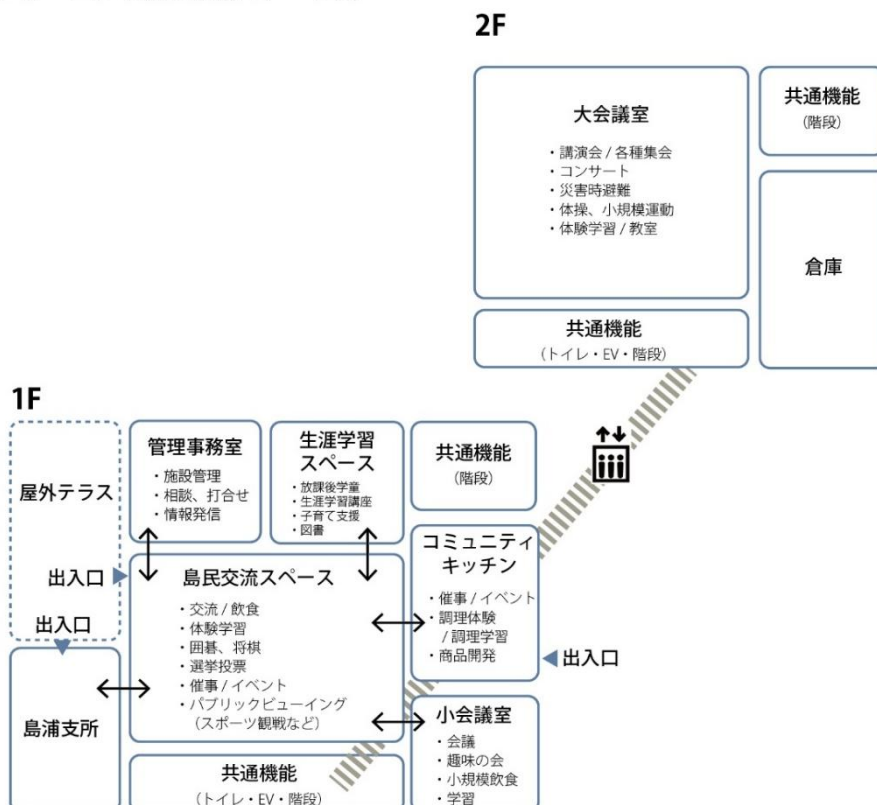 2F
大会議室
・講演会 / 各種集会
・コンサート
・災害時避難
・体操、小規模運動
・体験学習 / 教室
共通機能
(階段)
倉庫
共通機能
(トイレ・EV・階段)
1F
屋外テラス
出入口
出入口
管理事務室
・施設管理
・相談、打合せ
・情報発信
生涯学習
スペース
・放課後学童
・生涯学習講座
・子育て支援
・図書
共通機能
(階段)
島民交流スペース
・交流 / 飲食
・体験学習
・囲碁、将棋
・選挙投票
・催事 / イベント
・パブリックビューイング
(スポーツ観戦など)
コミュニティ
キッチン
・催事 / イベント
・調理体験
/ 調理学習
・商品開発
出入口
島浦支所
共通機能
(トイレ・EV・階段)
小会議室
・会議
・趣味の会
・小規模飲食
・学習